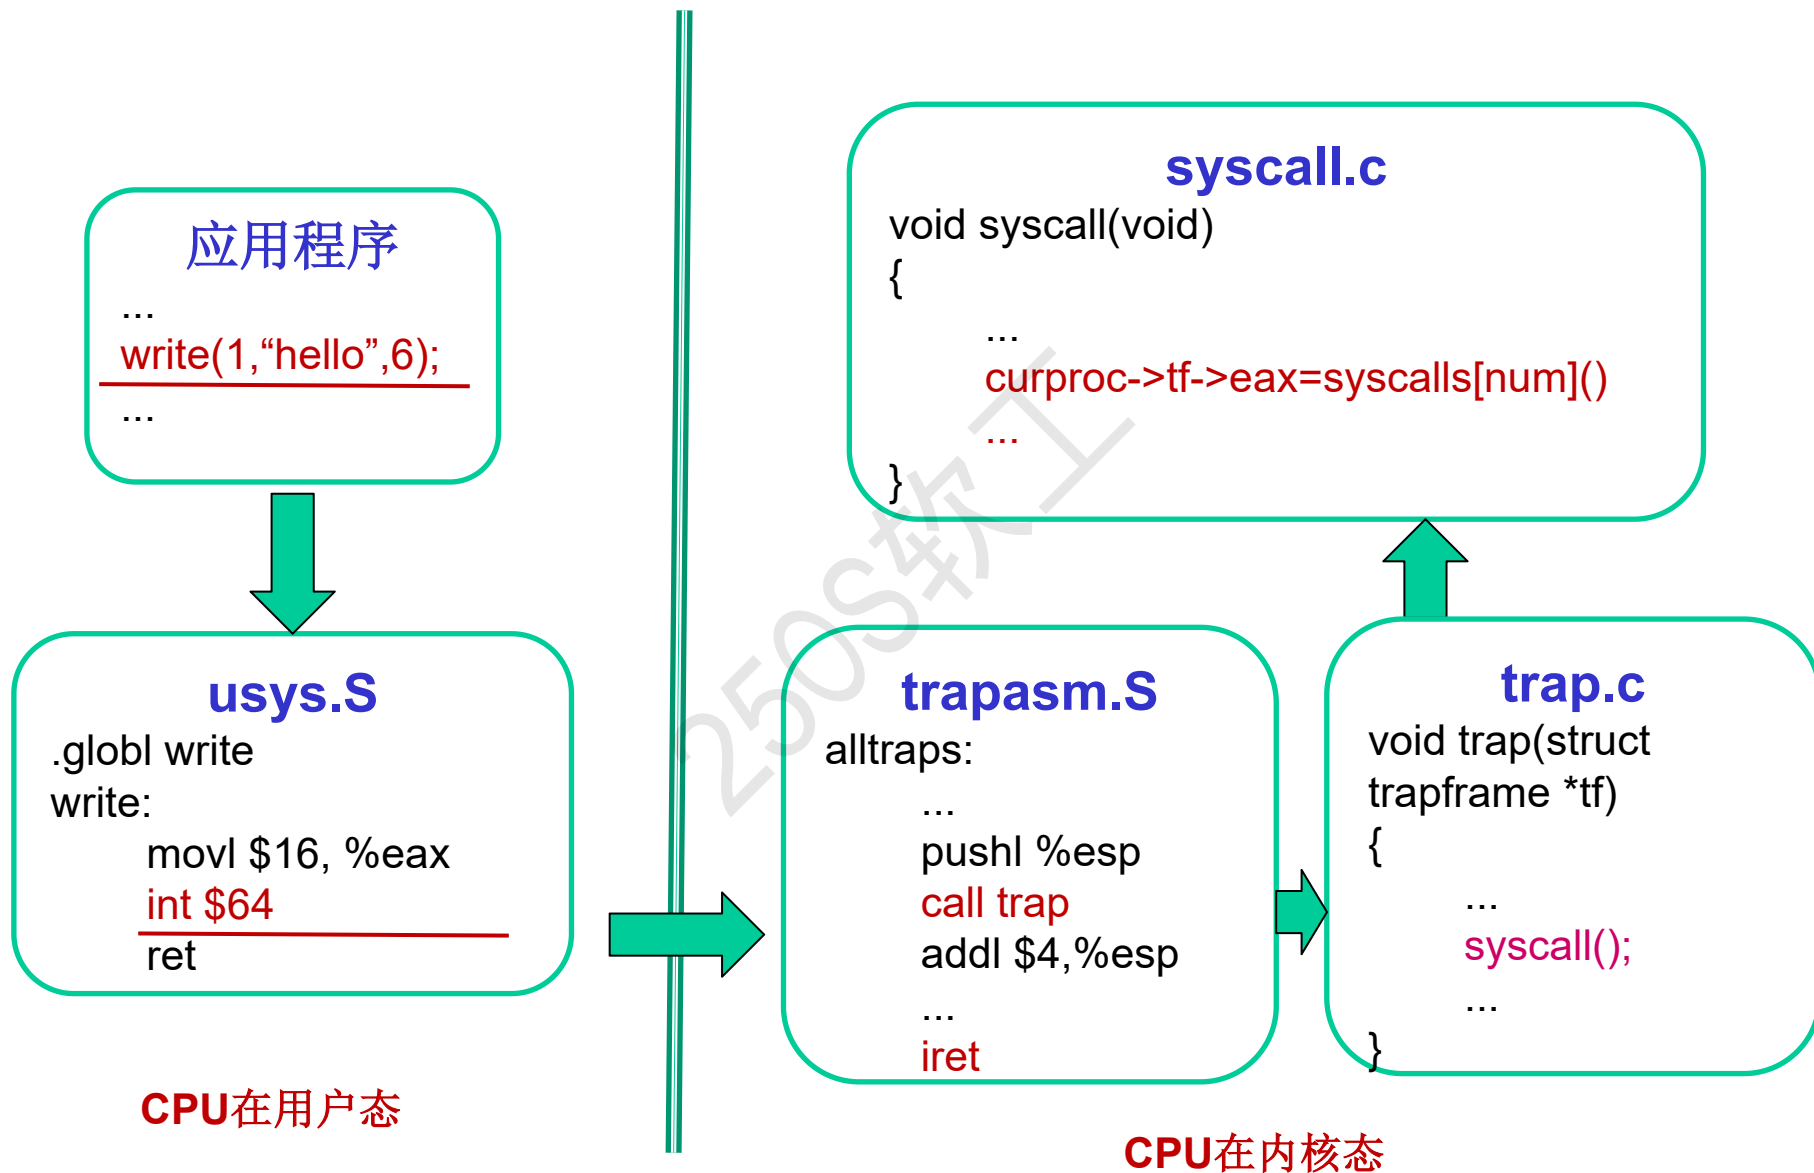 应用程序
...
write(1,“hello”,6);
...
usys.S
.globl write
write:
movl $16, %eax
int $64
ret
CPU在用户态
syscall.c
void syscall(void)
{
...
curproc->tf->eax=syscalls[num]()
...
}
trapasm.S
alltraps:
...
pushl %esp
call trap
addl $4,%esp
...
iret
trap.c
void trap(struct
trapframe *tf)
{
...
syscall();
...
}
CPU在内核态
250S软工